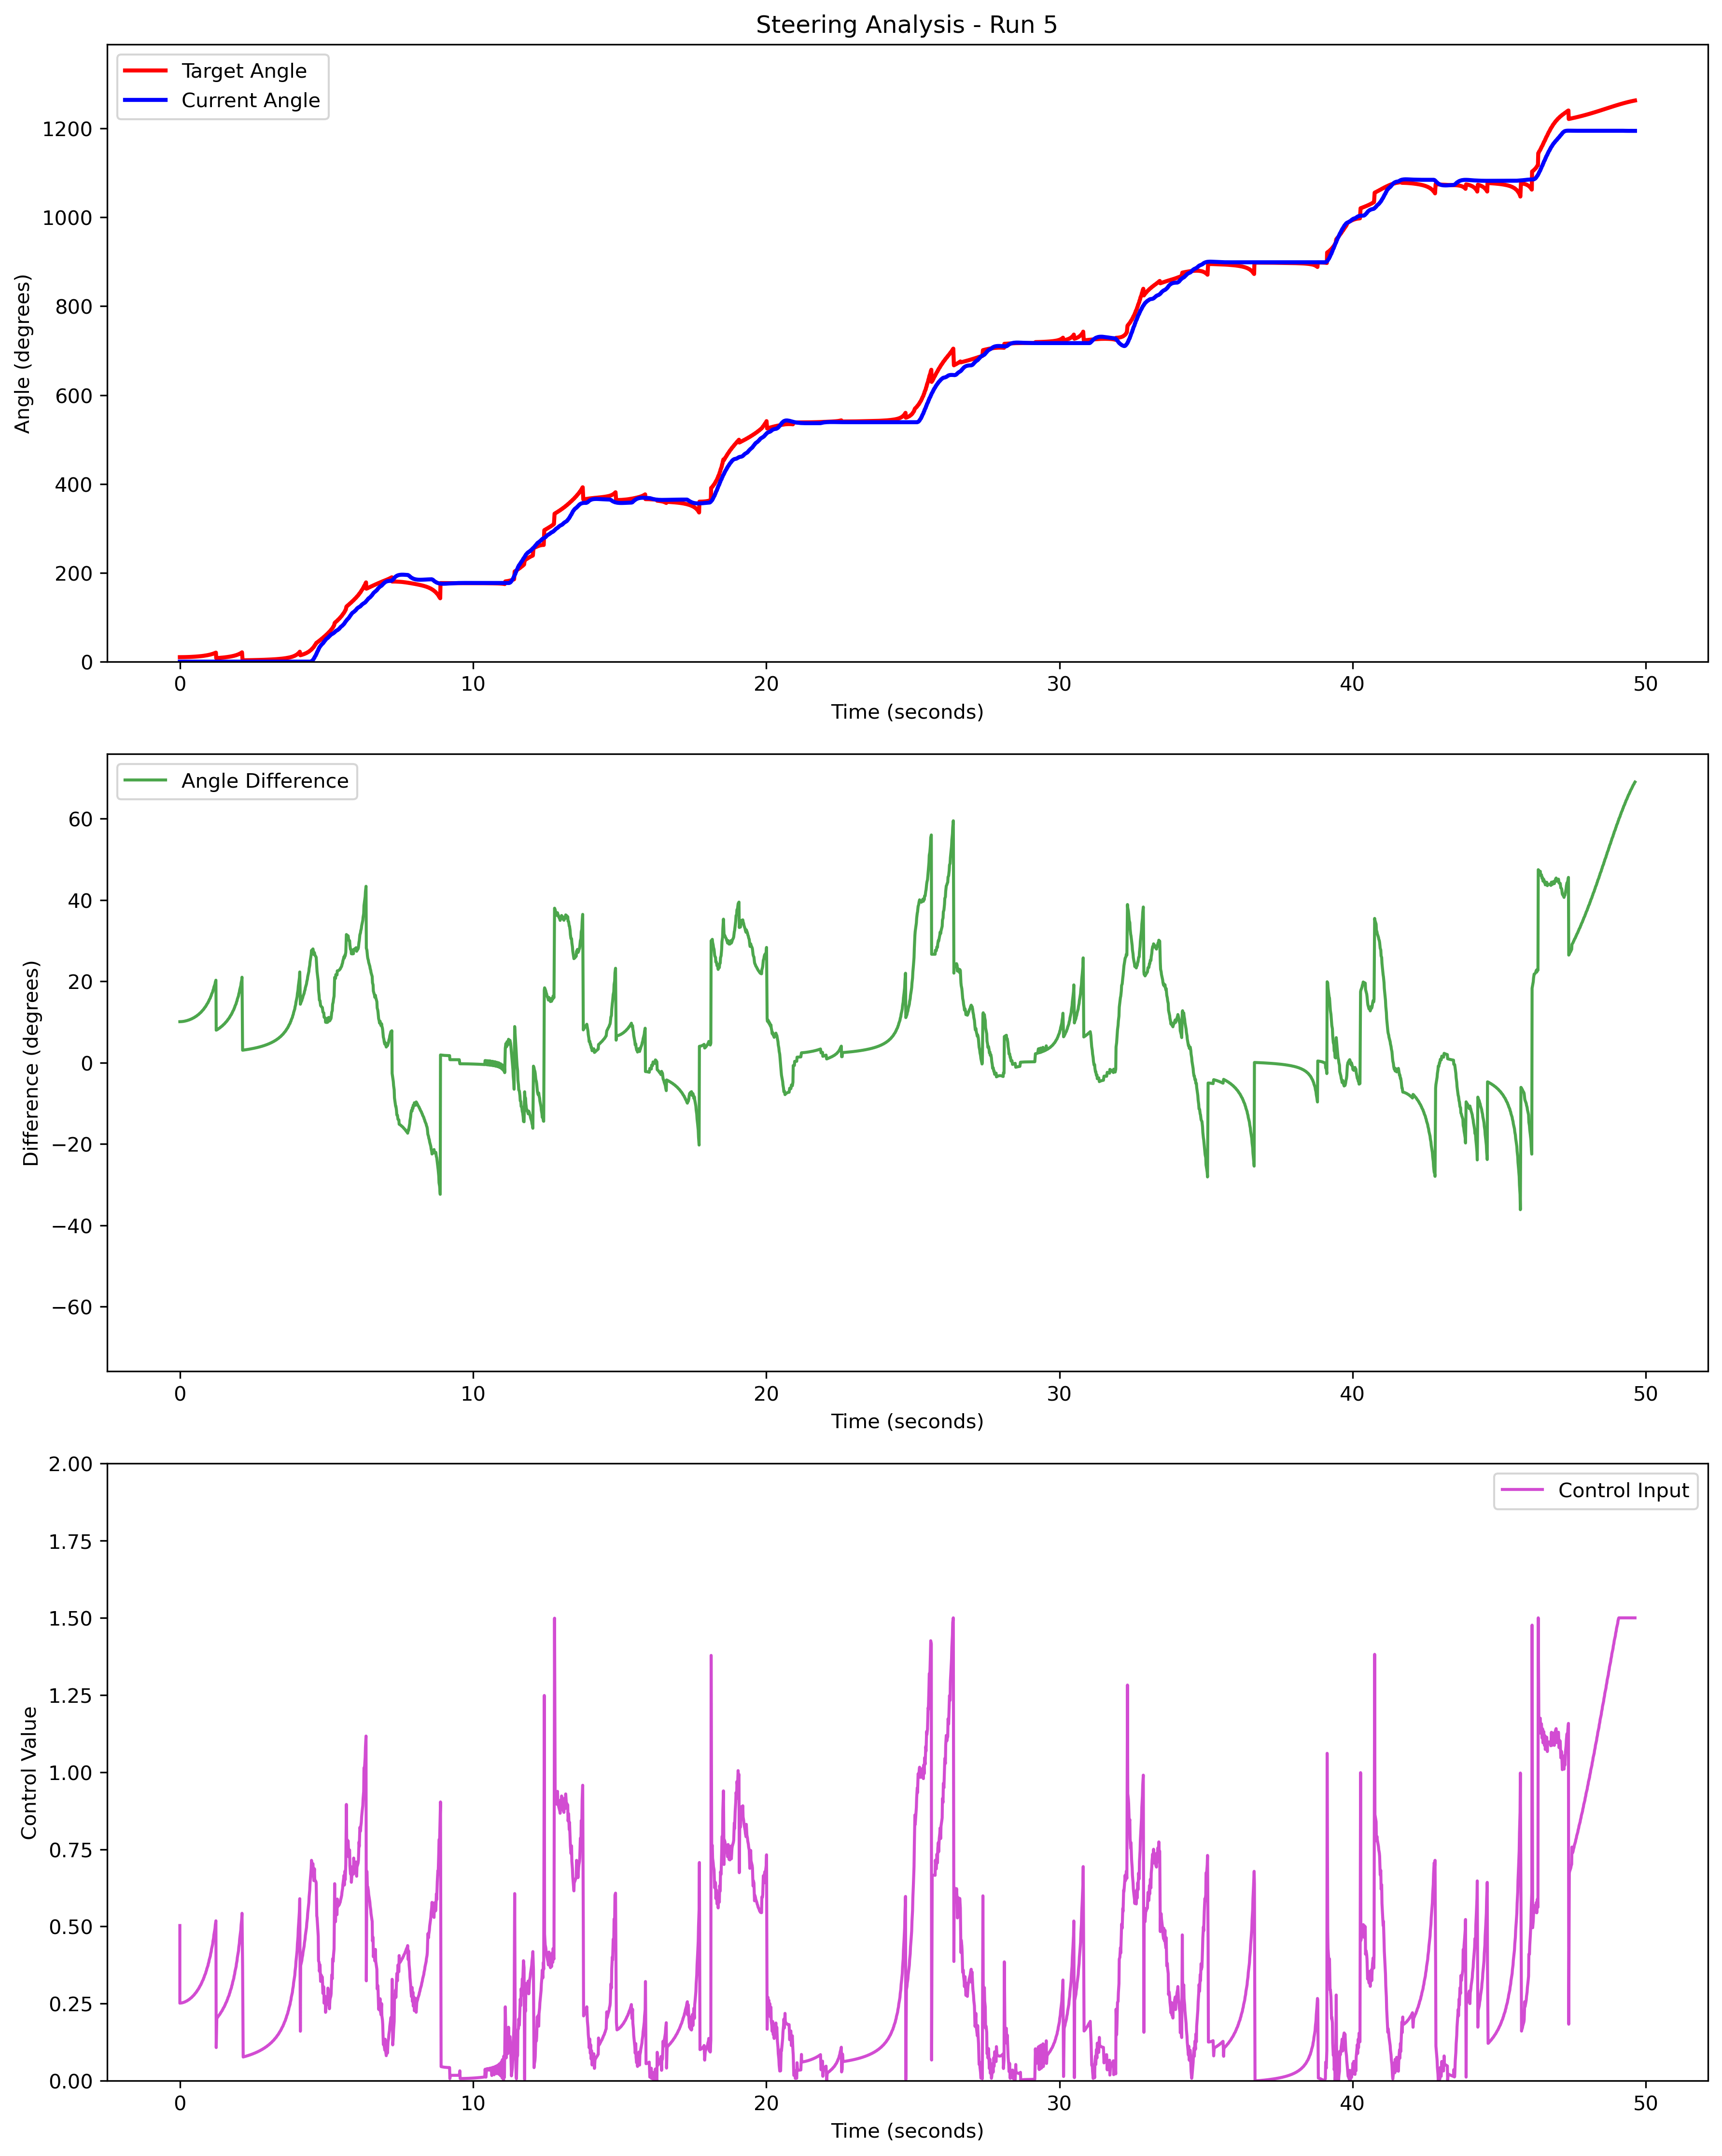 Steering Analysis - Run 5
Target Angle
Current Angle
Angle (degrees)
1200
1000
800
600
400
200
0
0 10 20 30 40 50
Time (seconds)
Angle Difference
Difference (degrees)
60
40
20
0
−20
−40
−60
0 10 20 30 40 50
Time (seconds)
Control Input
Control Value
2.00
1.75
1.50
1.25
1.00
0.75
0.50
0.25
0.00
0 10 20 30 40 50
Time (seconds)